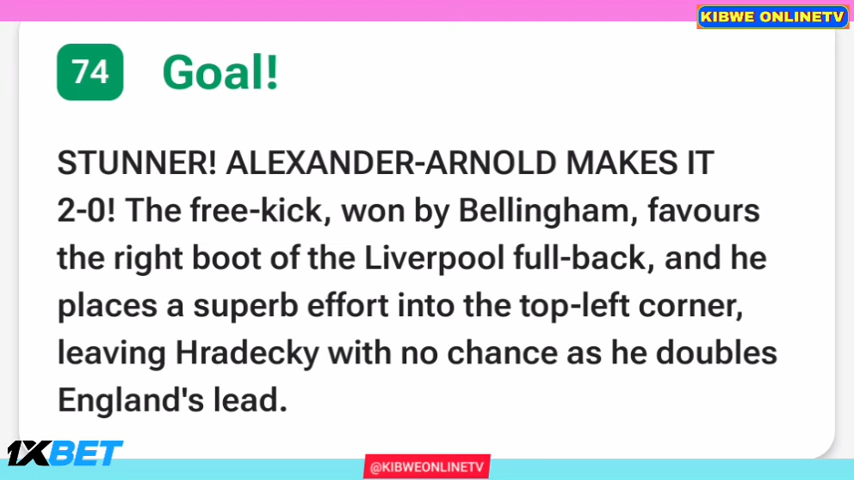 KIBWE ONLINETV
74 Goal!
STUNNER! ALEXANDER-ARNOLD MAKES IT
2-0! The free-kick, won by Bellingham, favours
the right boot of the Liverpool full-back, and he
places a superb effort into the top-left corner,
leaving Hradecky with no chance as he doubles
England's lead.
1XBET
@KIBWEONLINETV